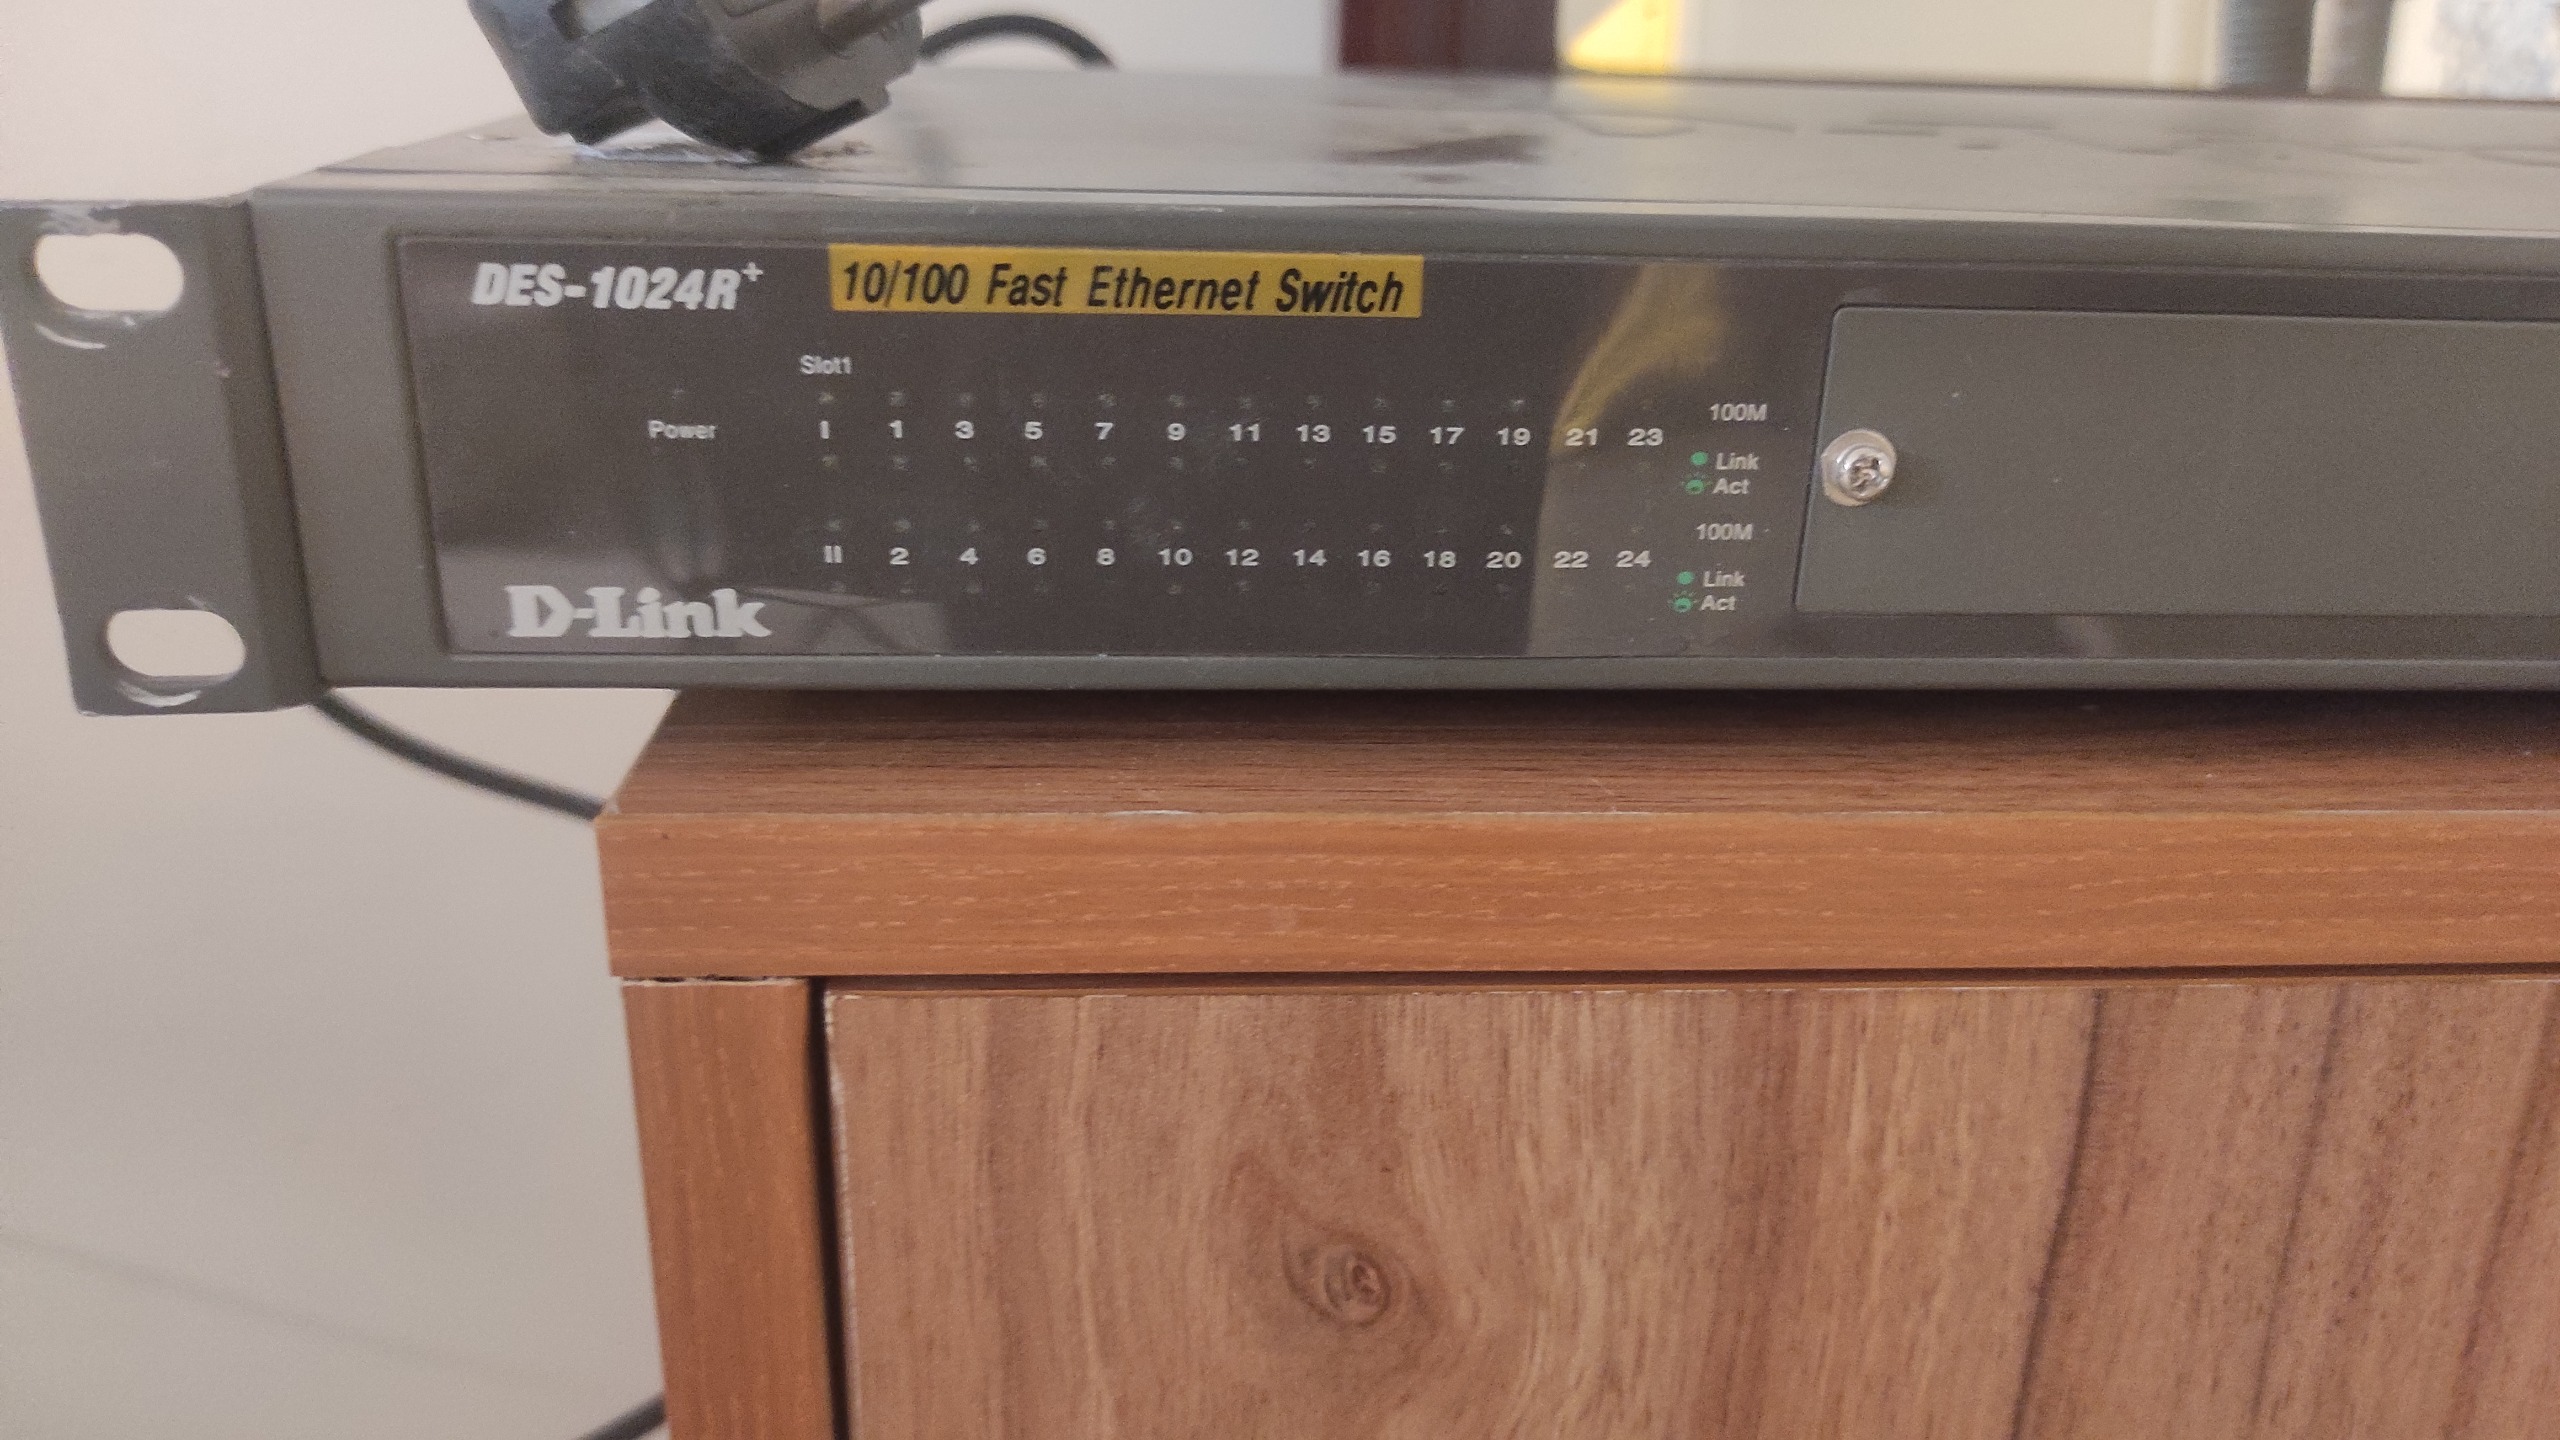 DES-1024R+
10/100 Fast Ethernet Switch
Slot1
Power
I 1 3 5 7 9 11 13 15 17 19 21 23
100M
Link
Act
II 2 4 6 8 10 12 14 16 18 20 22 24
100M
Link
Act
D-Link